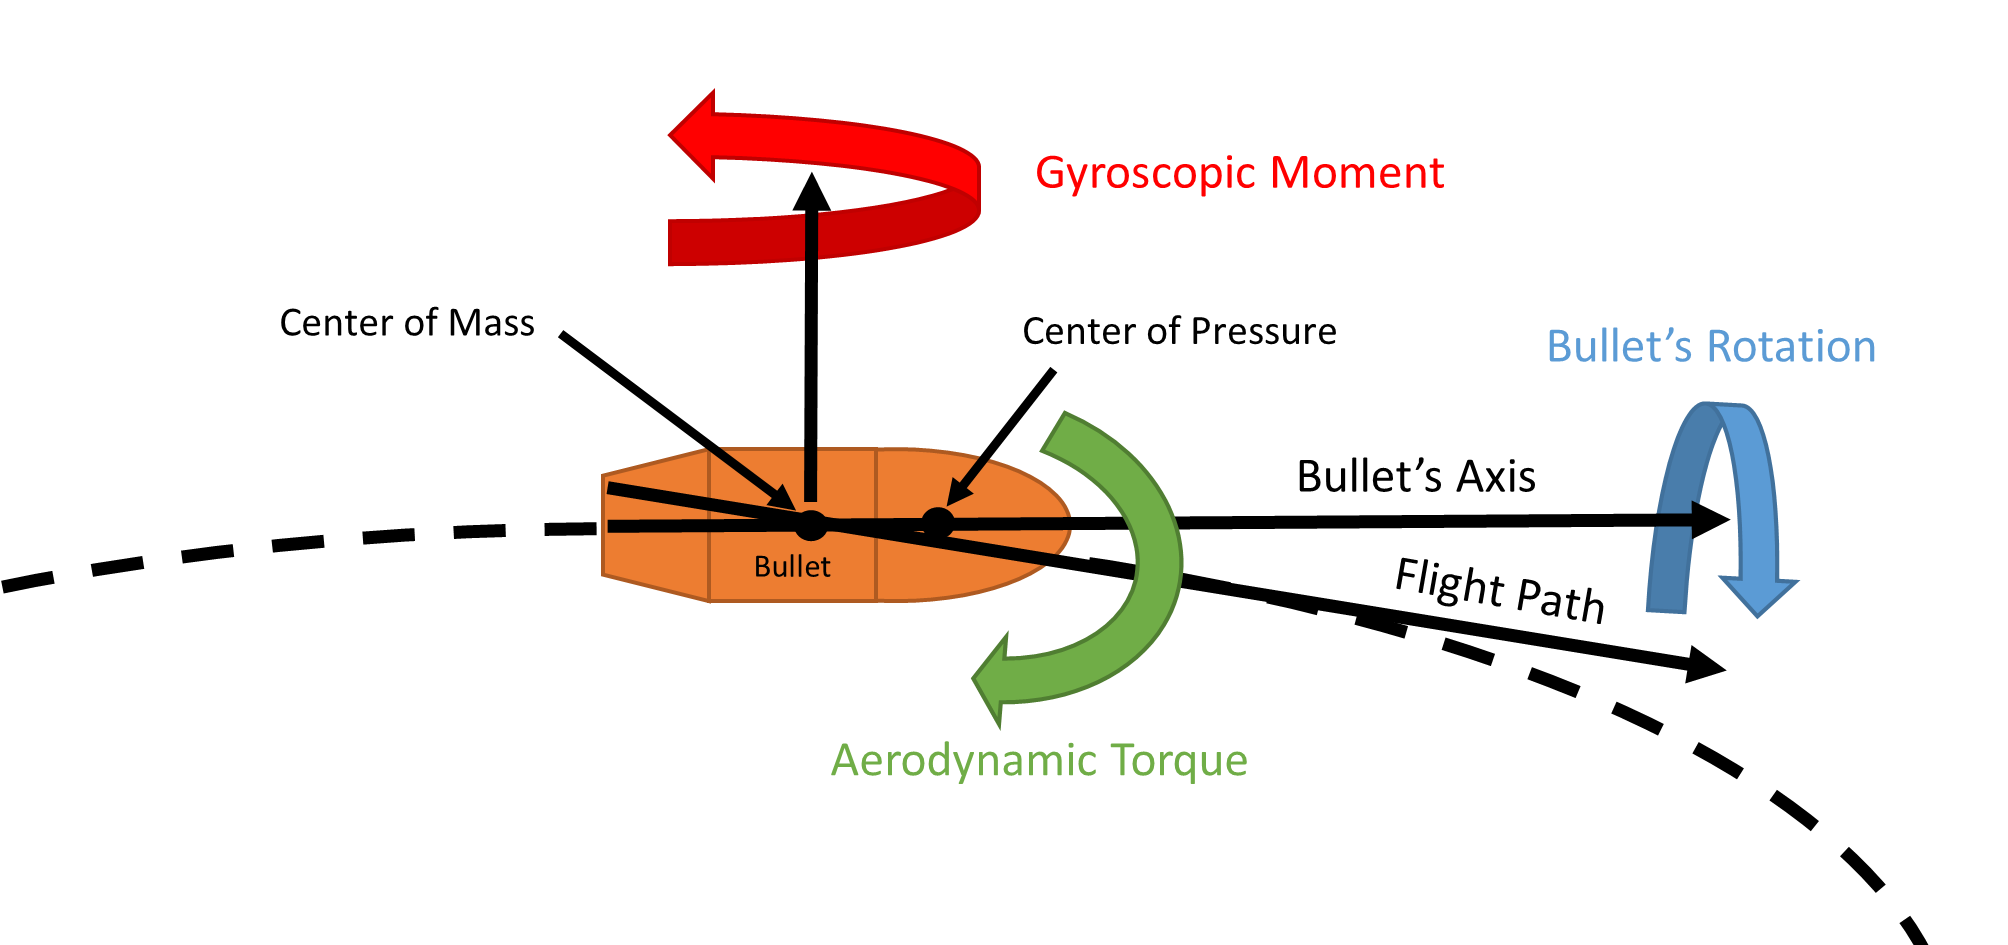 Gyroscopic Moment
Center of Mass
Center of Pressure
Bullet’s Rotation
Bullet’s Axis
Bullet
Flight Path
Aerodynamic Torque